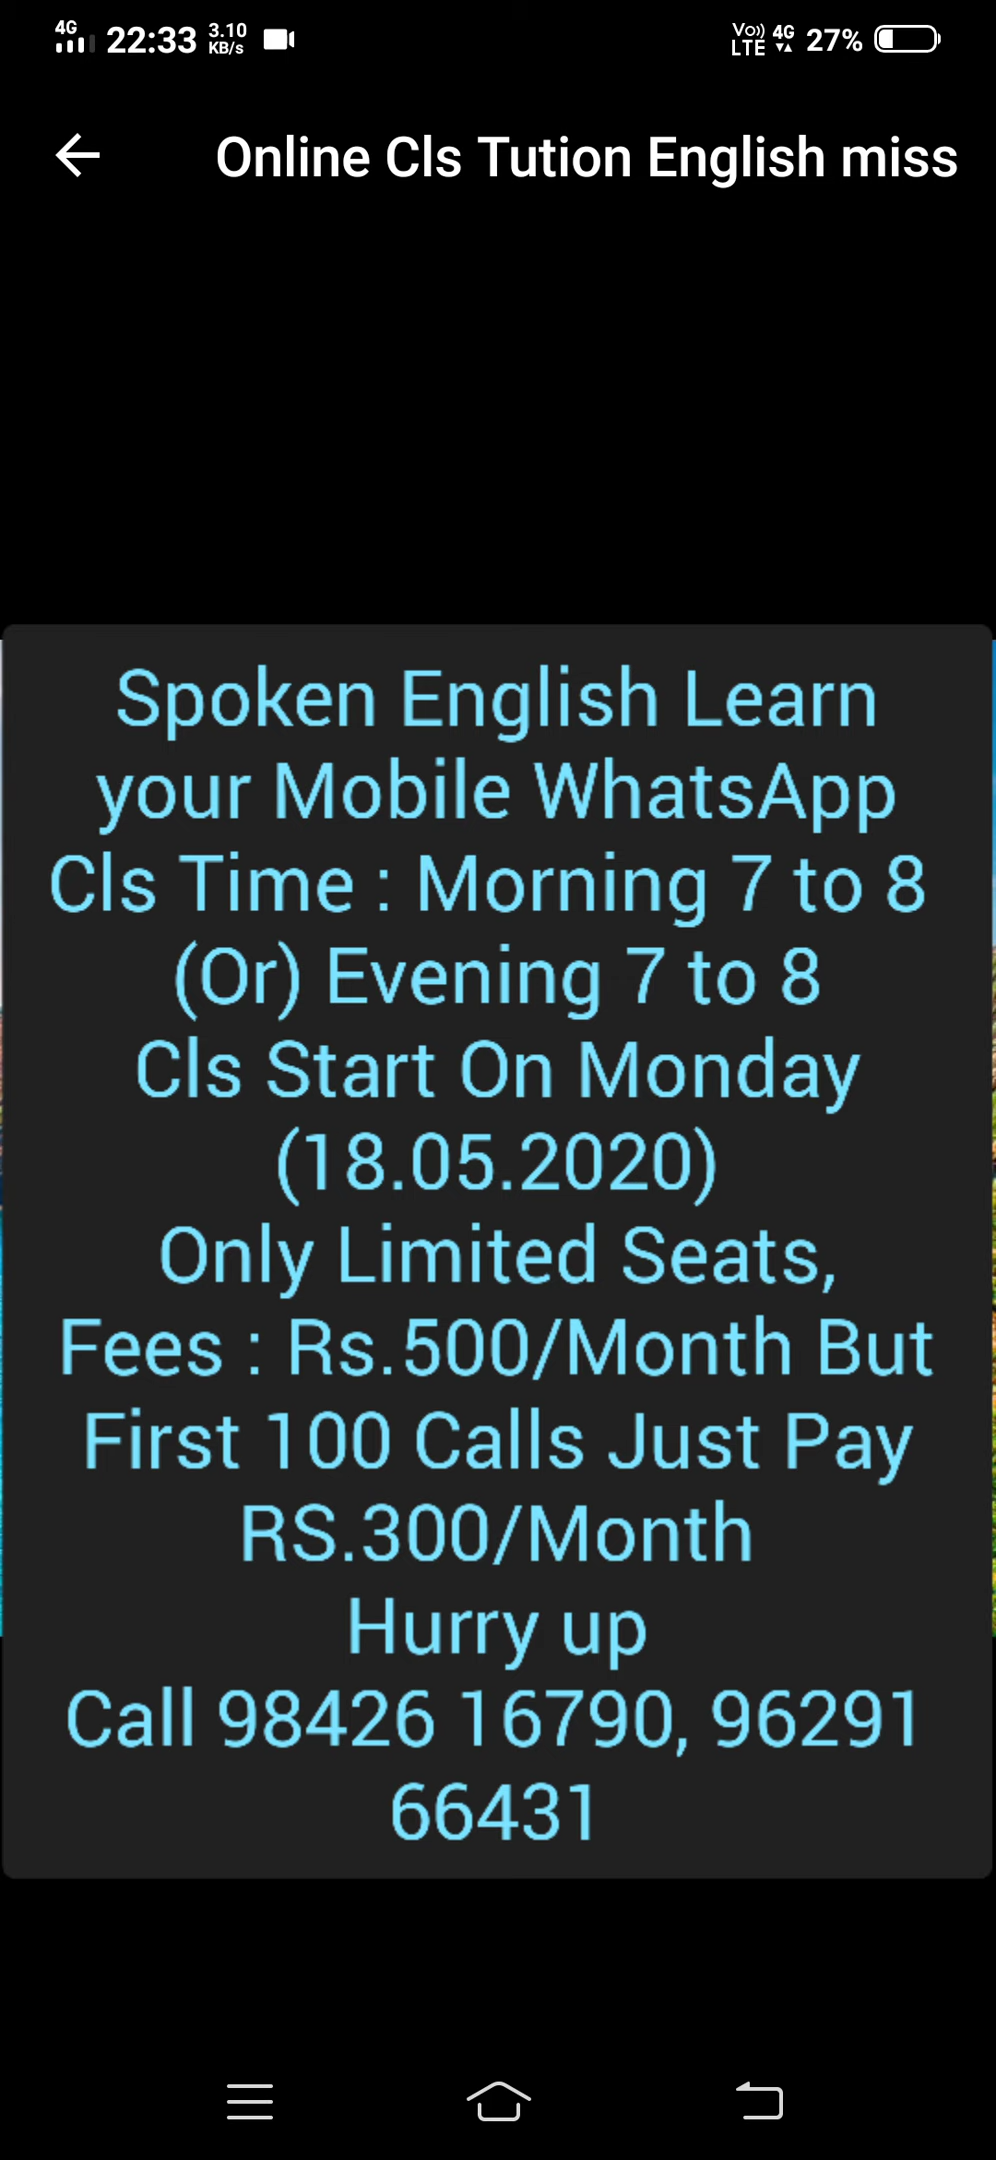 4G 22:33 3.10 KB/s Vo)) LTE 4G 27%
Online Cls Tution English miss
Spoken English Learn
your Mobile WhatsApp
Cls Time : Morning 7 to 8
(Or) Evening 7 to 8
Cls Start On Monday
(18.05.2020)
Only Limited Seats,
Fees : Rs.500/Month But
First 100 Calls Just Pay
RS.300/Month
Hurry up
Call 98426 16790, 96291
66431